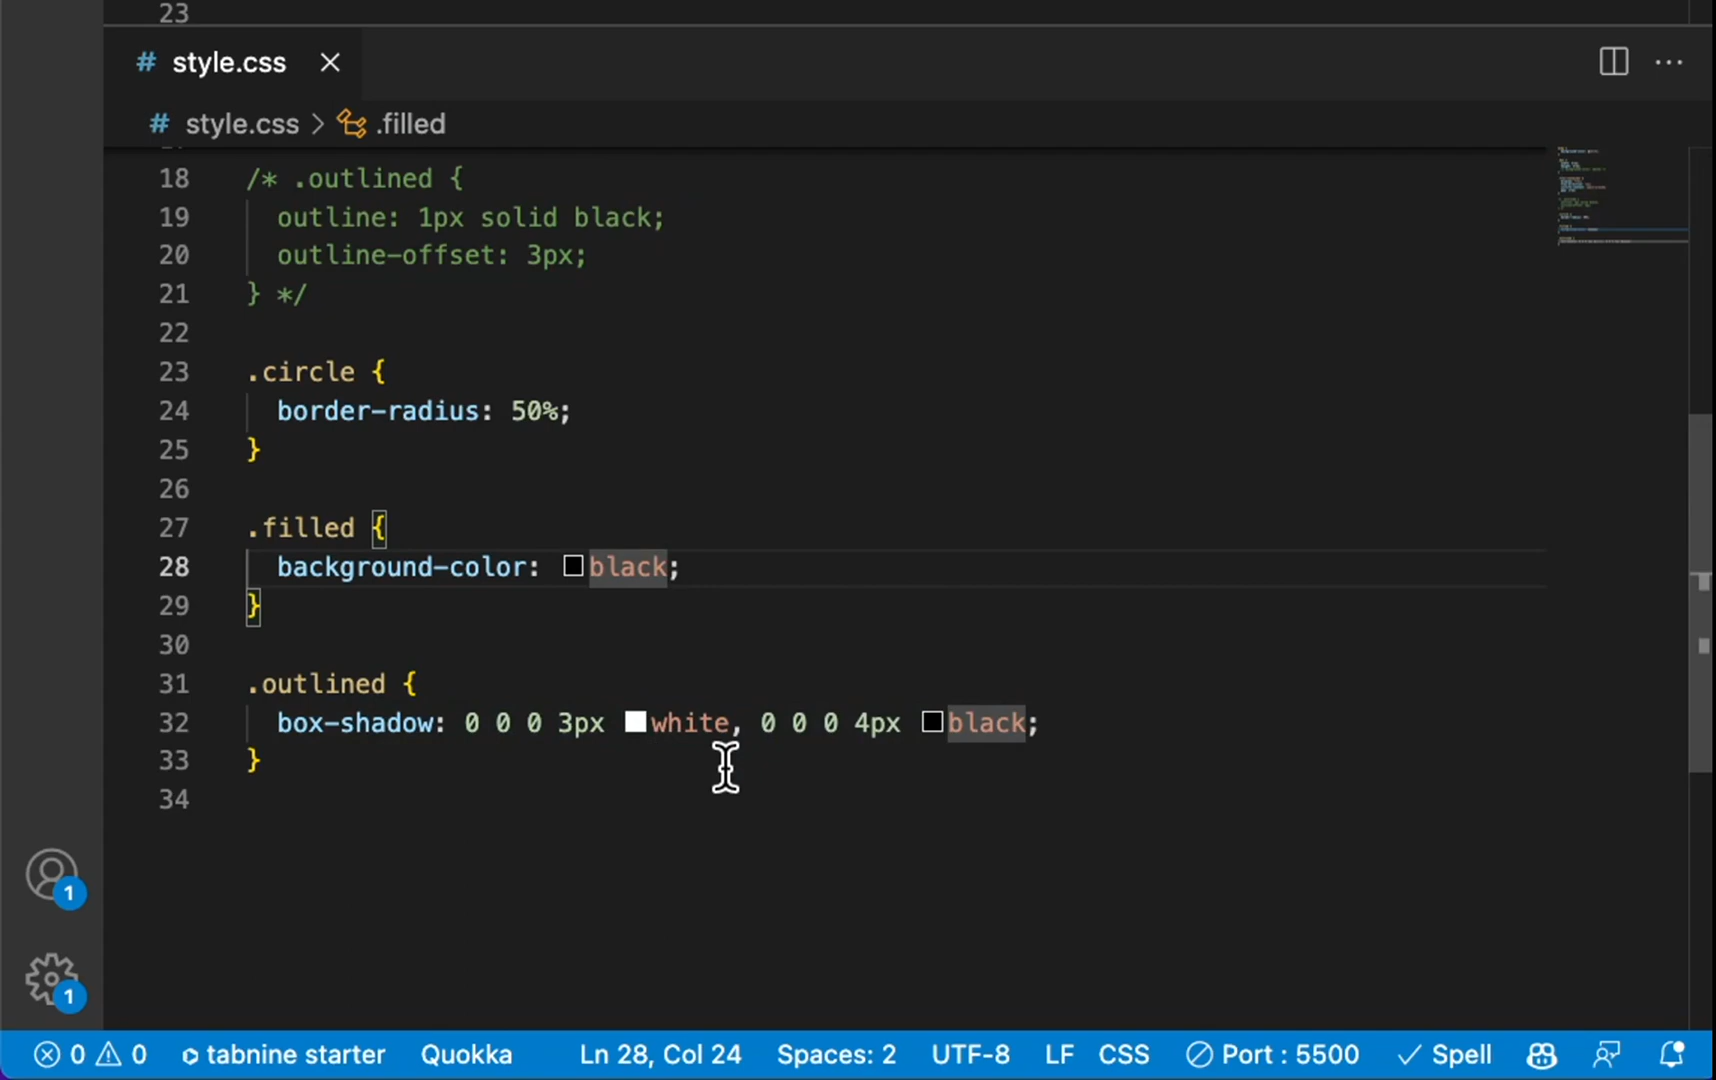 23
# style.css ×
# style.css > .filled
18 /* .outlined {
19 outline: 1px solid black;
20 outline-offset: 3px;
21 } */
22
23 .circle {
24 border-radius: 50%;
25 }
26
27 .filled {
28 background-color: black;
29 }
30
31 .outlined {
32 box-shadow: 0 0 0 3px white, 0 0 0 4px black;
33 }
34
1
1
0 0 tabnine starter Quokka Ln 28, Col 24 Spaces: 2 UTF-8 LF CSS Port : 5500 Spell